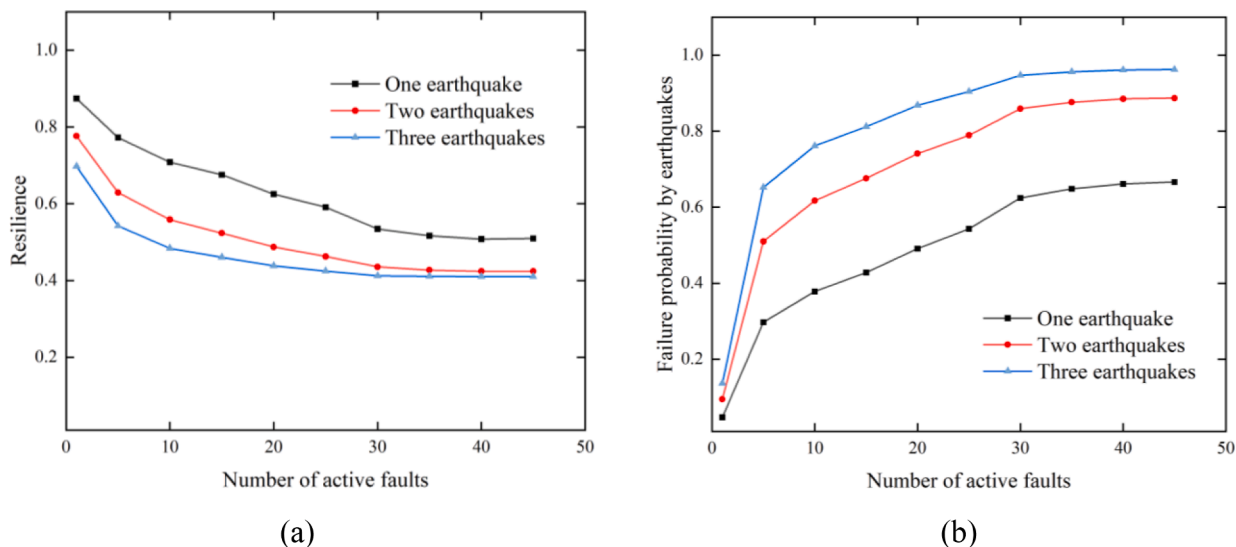 Resilience
1.0
0.8
0.6
0.4
0.2
One earthquake
Two earthquakes
Three earthquakes
0 10 20 30 40 50
Number of active faults
(a)
Failure probability by earthquakes
1.0
0.8
0.6
0.4
0.2
One earthquake
Two earthquakes
Three earthquakes
0 10 20 30 40 50
Number of active faults
(b)